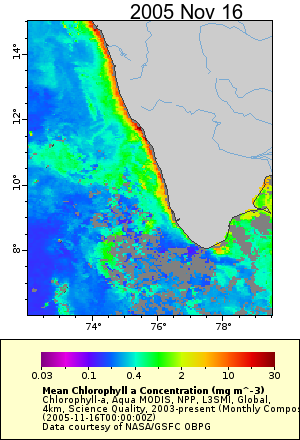 2005 Nov 16
14°
12°
10°
8°
74°
76°
78°
0.03
0.1
0.4
2
10
30
Mean Chlorophyll a Concentration (mg m^-3)
Chlorophyll-a, Aqua MODIS, NPP, L3SMI, Global,
4km, Science Quality, 2003-present (Monthly Compos
(2005-11-16T00:00:00Z)
Data courtesy of NASA/GSFC OBPG